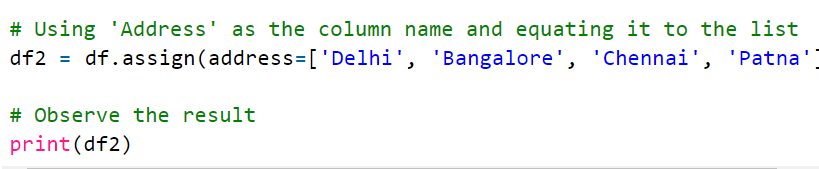 # Using 'Address' as the column name and equating it to the list
df2 = df.assign(address=['Delhi', 'Bangalore', 'Chennai', 'Patna']
# Observe the result
print(df2)